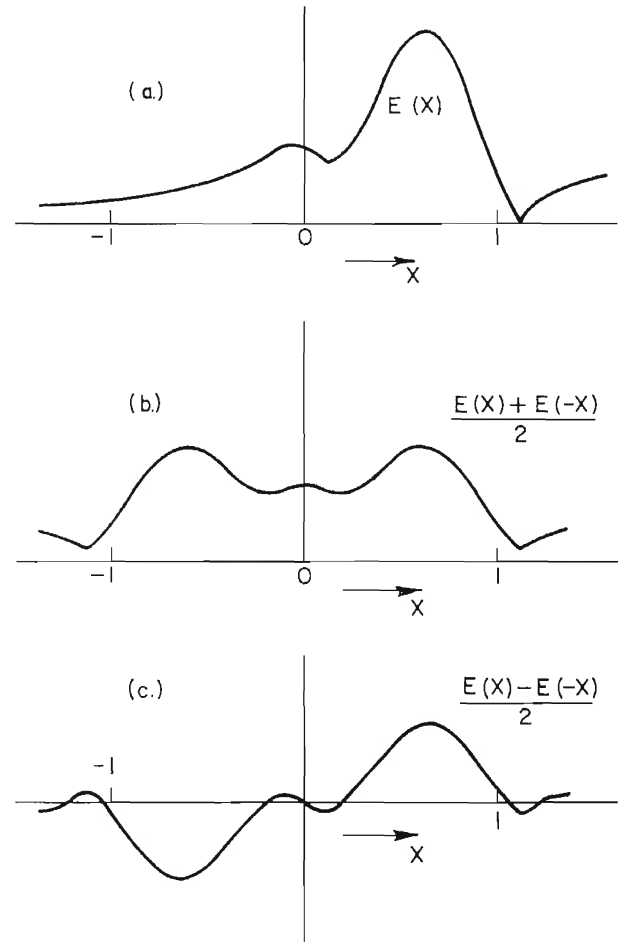 (a.)
E (X)
-1 0 1
X
(b.)
E (X) + E (-X)
2
-1 0 1
X
(c.)
E (X) - E (-X)
2
-1
1
X